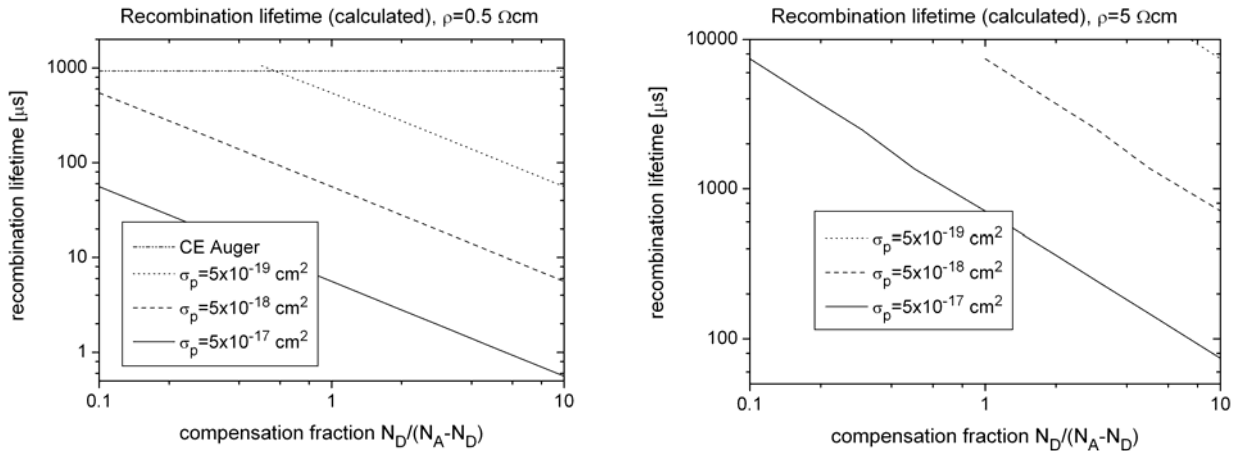 Recombination lifetime (calculated), ρ=0.5 Ωcm
recombination lifetime [μs]
1000
100
10
1
CE Auger
σp=5x10-19 cm2
σp=5x10-18 cm2
σp=5x10-17 cm2
0.1
1
10
compensation fraction ND/(NA-ND)
Recombination lifetime (calculated), ρ=5 Ωcm
recombination lifetime [μs]
10000
1000
100
σp=5x10-19 cm2
σp=5x10-18 cm2
σp=5x10-17 cm2
0.1
1
10
compensation fraction ND/(NA-ND)